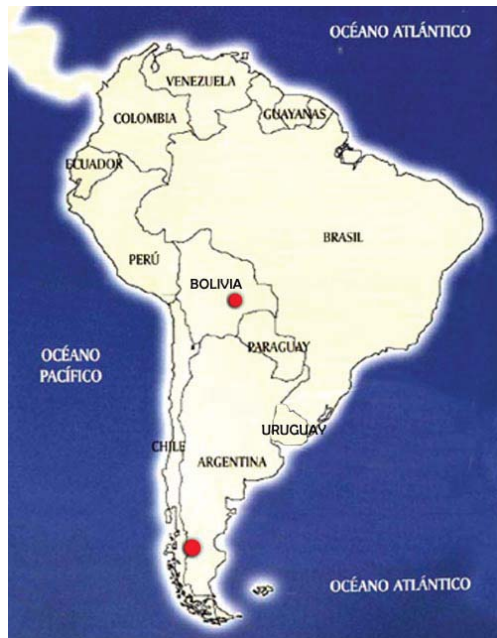 OCÉANO ATLÁNTICO
VENEZUELA
COLOMBIA
GUAYANAS
ECUADOR
BRASIL
PERÚ
BOLIVIA
PARAGUAY
OCÉANO
PACÍFICO
URUGUAY
CHILE
ARGENTINA
OCÉANO ATLÁNTICO